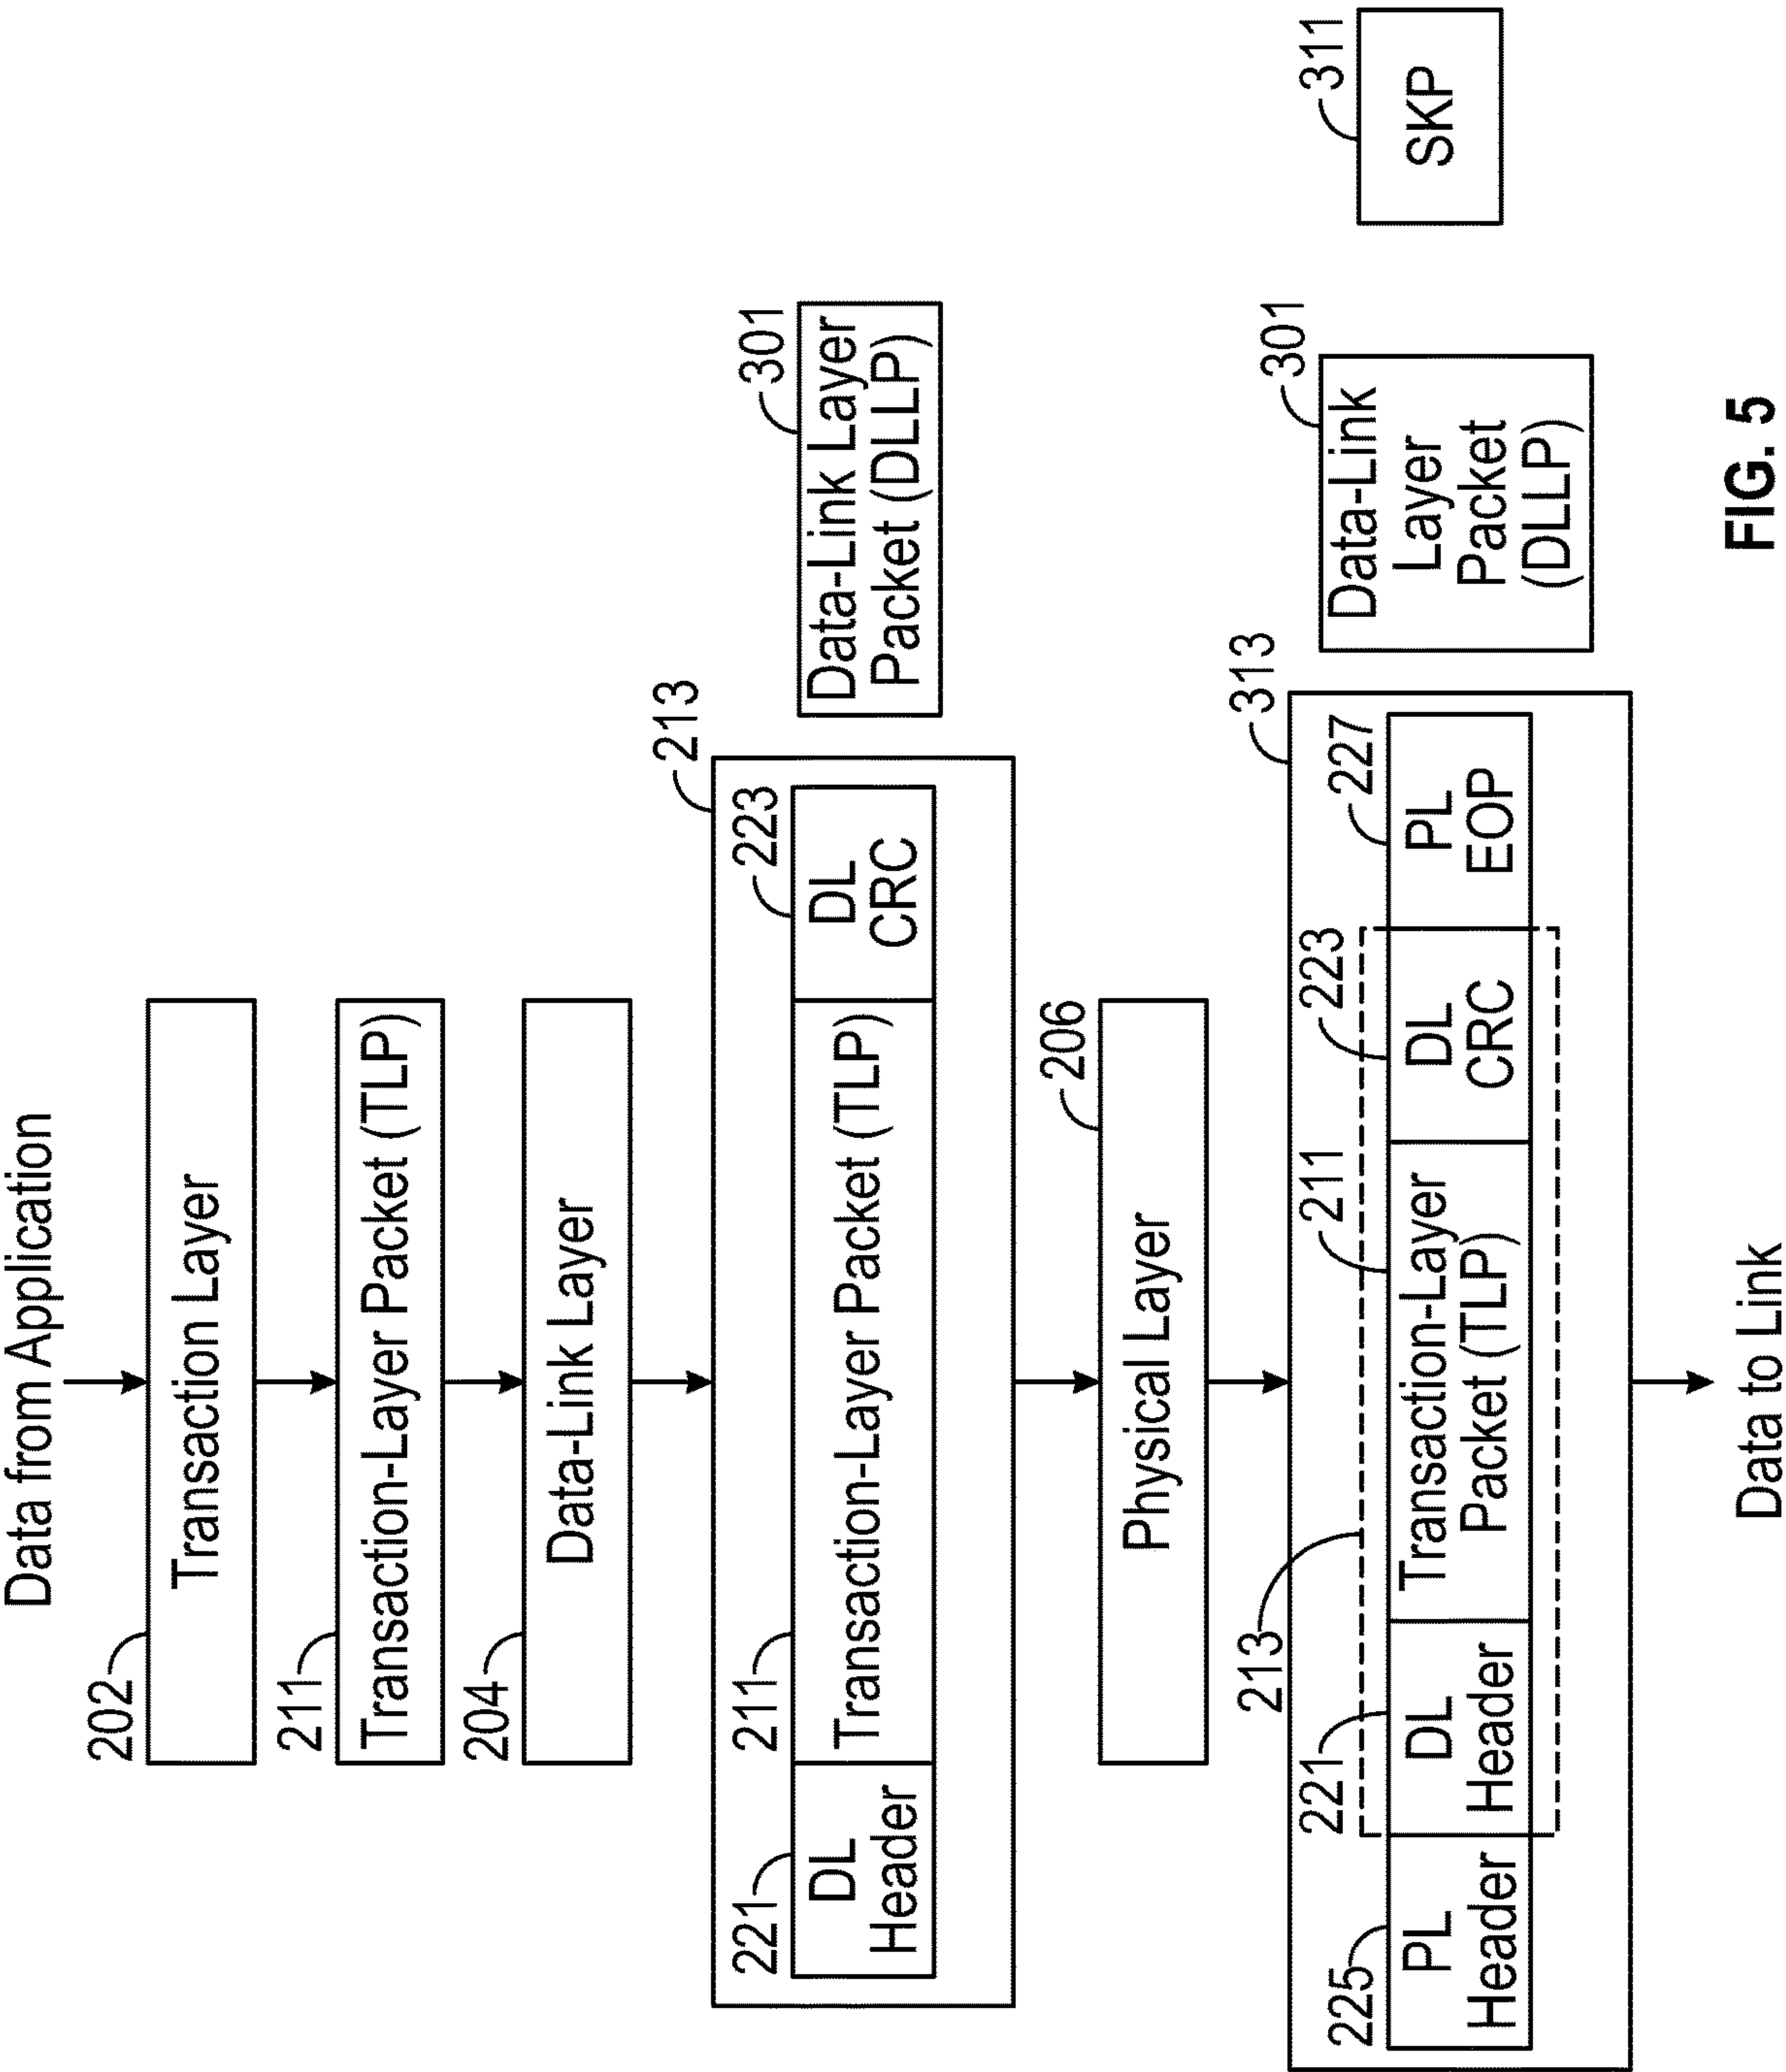 Data from Application
202
Transaction Layer
211
Transaction-Layer Packet (TLP)
204
Data-Link Layer
213
221
DL
Header
211
Transaction-Layer Packet (TLP)
223
DL
CRC
301
Data-Link Layer
Packet (DLLP)
206
Physical Layer
313
213
225
PL
Header
221
DL
Header
211
Transaction-Layer
Packet (TLP)
223
DL
CRC
227
PL
EOP
301
Data-Link
Layer
Packet
(DLLP)
311
SKP
Data to Link
FIG. 5